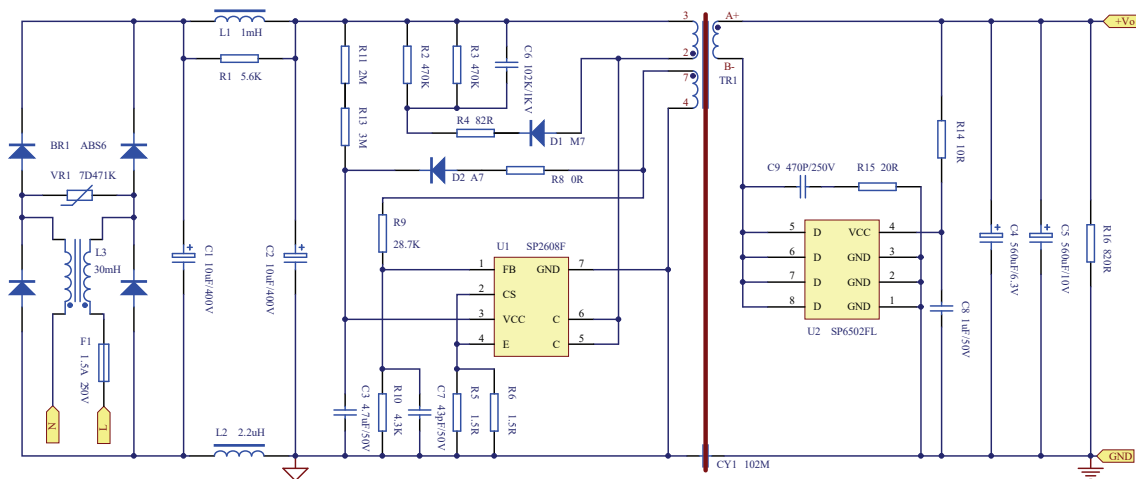 L1 1mH
R1 5.6K
BR1 ABS6
VR1 7D471K
L3
30mH
F1
1.5A 250V
N
L
C1 10uF/400V
C2 10uF/400V
L2 2.2uH
R11 2M
R13 3M
R2 470K
R3 470K
C6 102K/1KV
R4 82R
D1 M7
D2 A7
R8 0R
R9
28.7K
U1 SP2608F
1 FB GND 7
2 CS
3 VCC C 6
4 E C 5
C3 4.7uF/50V
R10 4.3K
C7 43pF/50V
R5 1.5R
R6 1.5R
3
2
7
4
A+
B-
TR1
CY1 102M
C9 470P/250V
R15 20R
R14 10R
5 D VCC 4
6 D GND 3
7 D GND 2
8 D GND 1
U2 SP6502FL
C8 1uF/50V
C4 560uF/6.3V
C5 560uF/10V
R16 820R
+Vo
GND